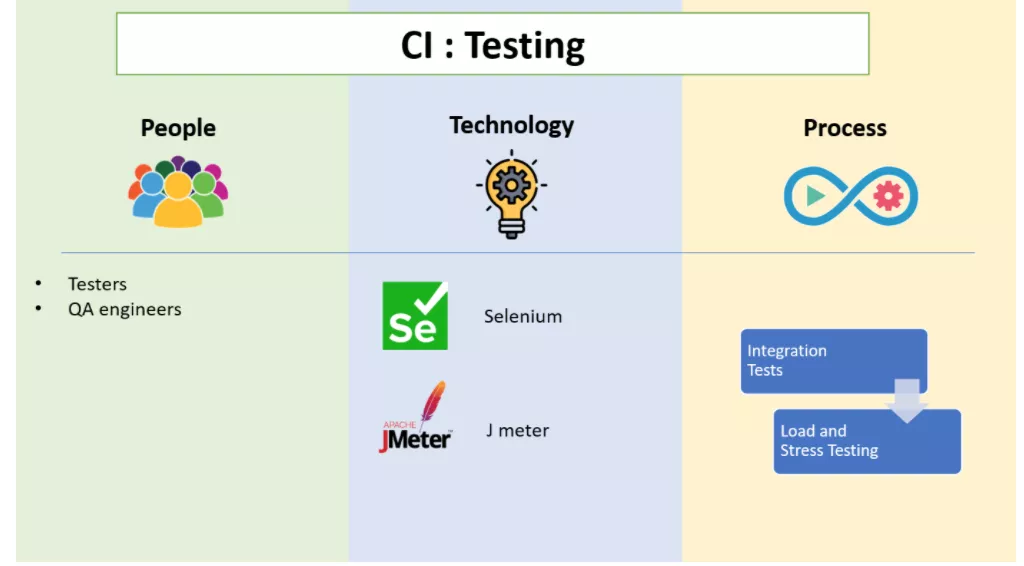 CI : Testing
People
Technology
Process
• Testers
• QA engineers
Se
Selenium
APACHE
JMeter™
J meter
Integration
Tests
Load and
Stress Testing